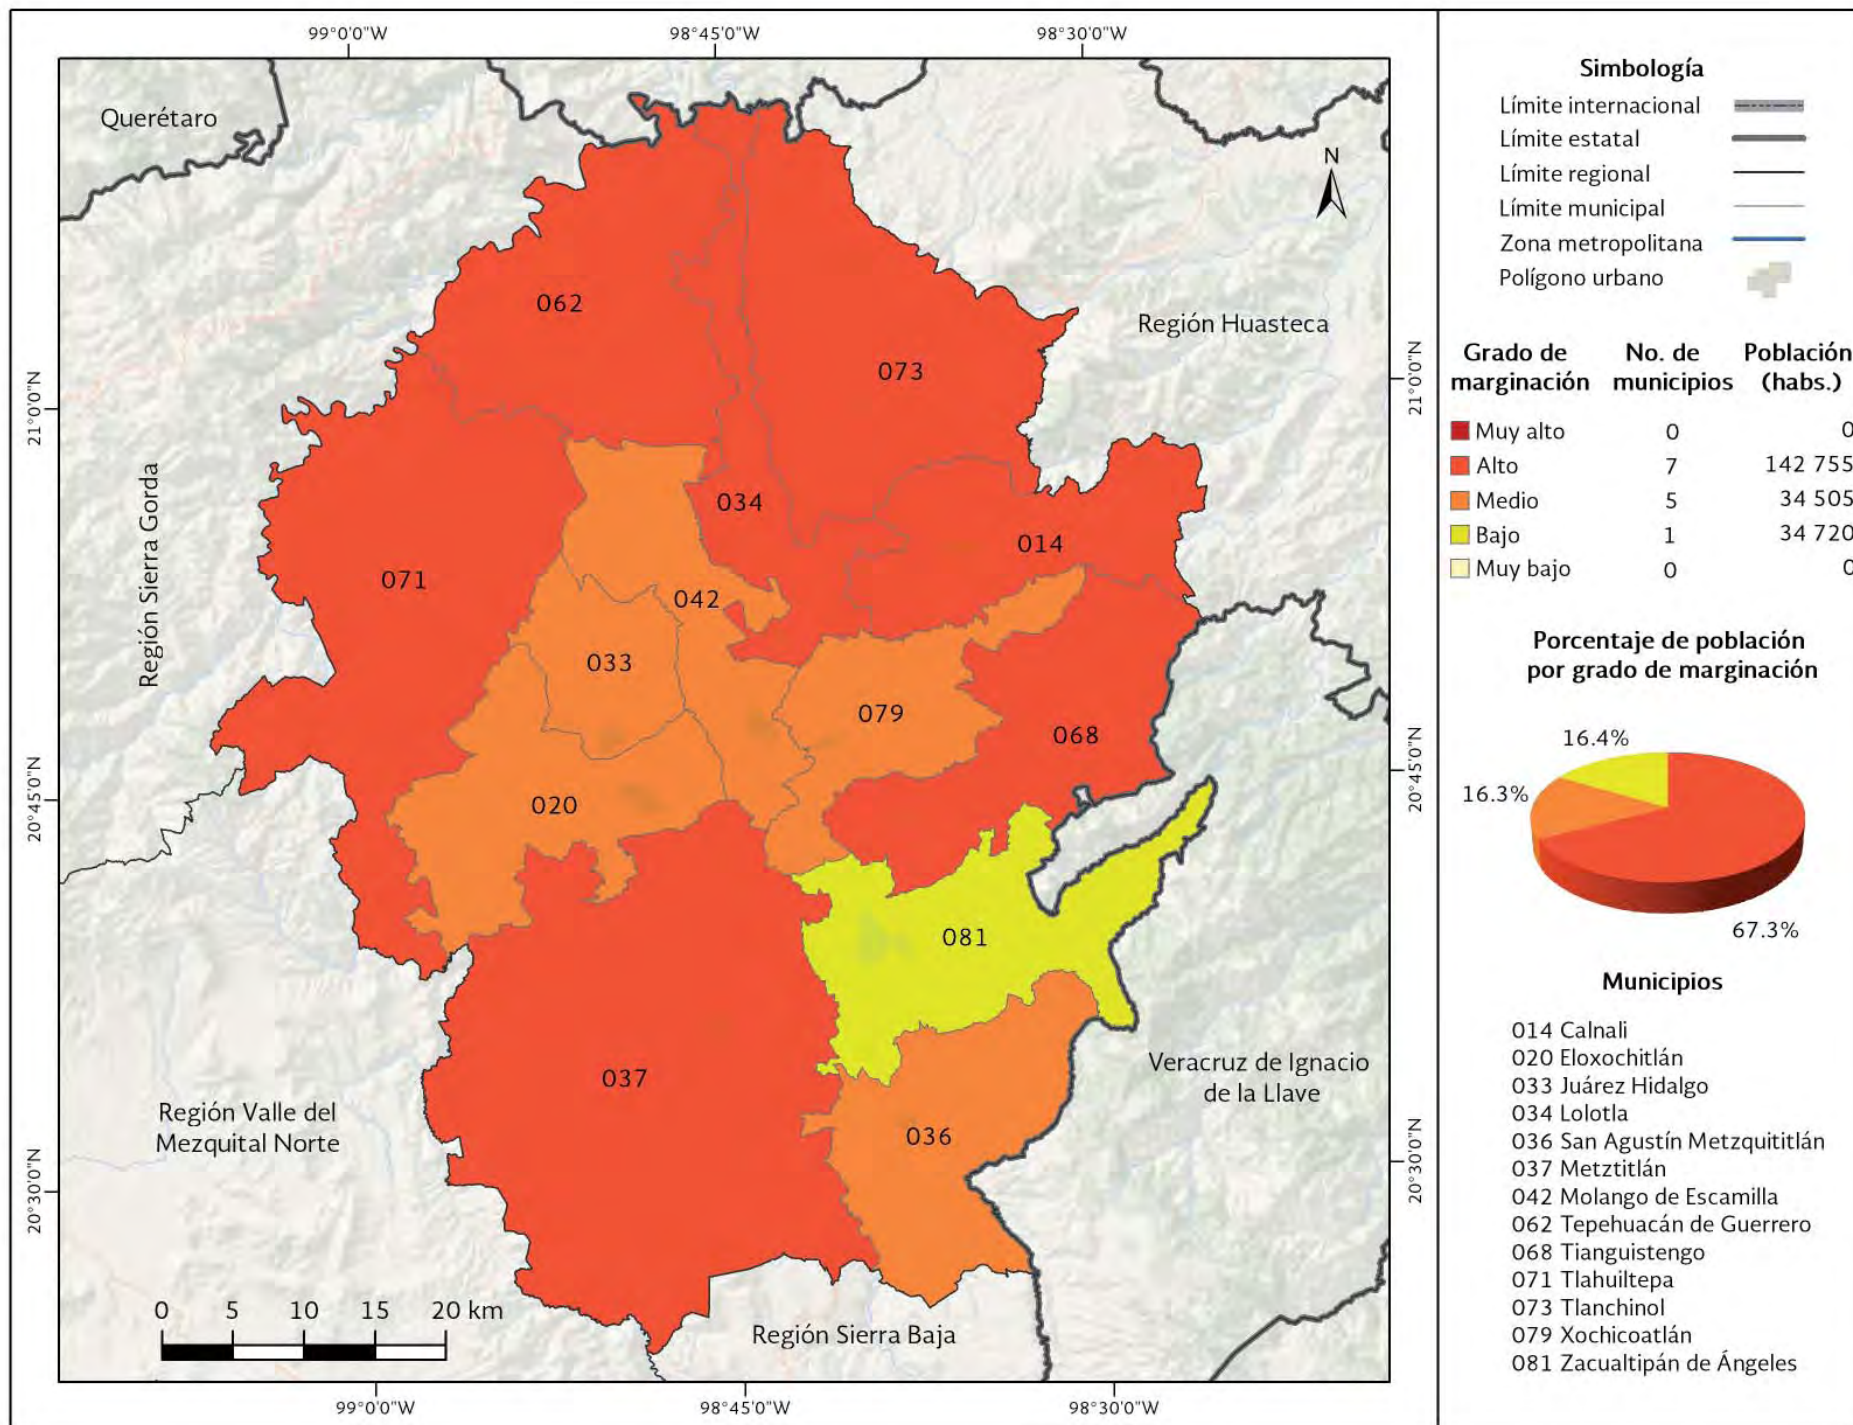 99°0'0"W
98°45'0"W
98°30'0"W
Querétaro
N
062
Región Huasteca
073
21°0'0"N
21°0'0"N
034
014
071
Región Sierra Gorda
042
033
079
068
20°45'0"N
20°45'0"N
020
081
037
Veracruz de Ignacio
de la Llave
Región Valle del
Mezquital Norte
036
20°30'0"N
20°30'0"N
0 5 10 15 20 km
Región Sierra Baja
99°0'0"W
98°45'0"W
98°30'0"W
Simbología
Límite internacional
Límite estatal
Límite regional
Límite municipal
Zona metropolitana
Polígono urbano
Grado de No. de Población
marginación municipios (habs.)
Muy alto 0 0
Alto 7 142 755
Medio 5 34 505
Bajo 1 34 720
Muy bajo 0 0
Porcentaje de población
por grado de marginación
16.4%
16.3%
67.3%
Municipios
014 Calnali
020 Eloxochitlán
033 Juárez Hidalgo
034 Lolotla
036 San Agustín Metzquititlán
037 Metztitlán
042 Molango de Escamilla
062 Tepehuacán de Guerrero
068 Tianguistengo
071 Tlahuiltepa
073 Tlanchinol
079 Xochicoatlán
081 Zacualtipán de Ángeles